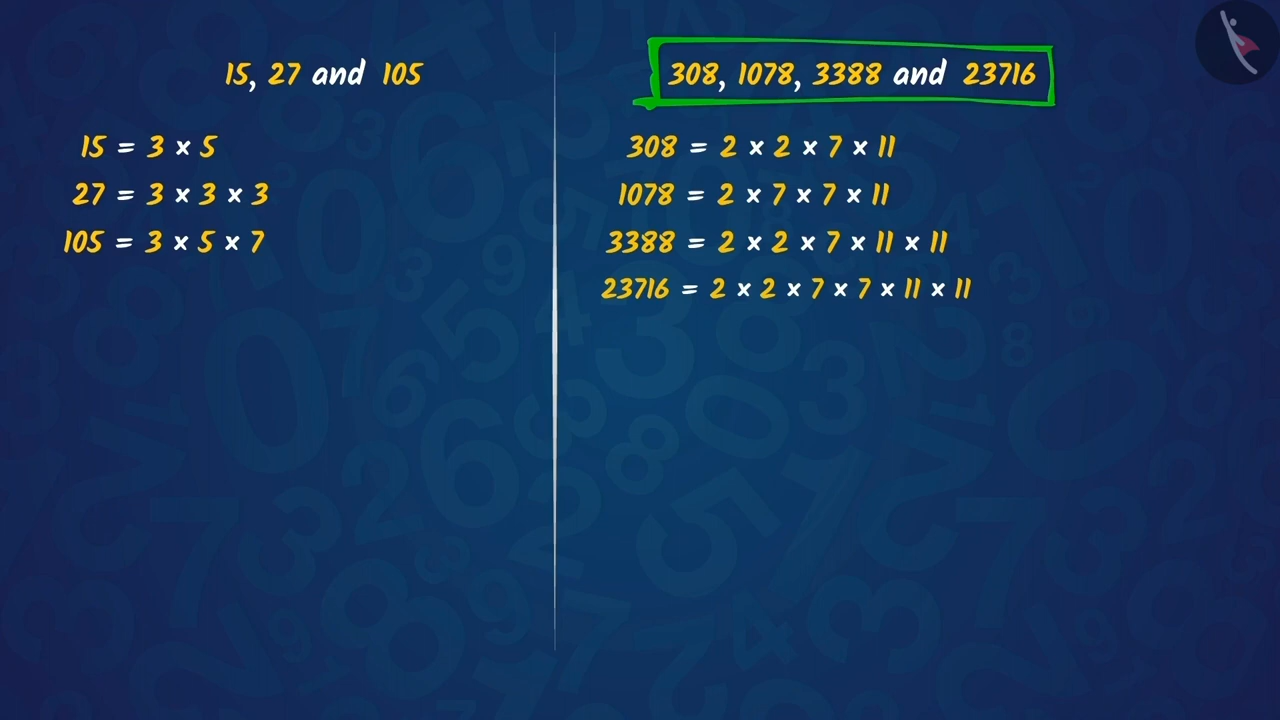 15, 27 and 105
15 = 3 × 5
27 = 3 × 3 × 3
105 = 3 × 5 × 7
308, 1078, 3388 and 23716
308 = 2 × 2 × 7 × 11
1078 = 2 × 7 × 7 × 11
3388 = 2 × 2 × 7 × 11 × 11
23716 = 2 × 2 × 7 × 7 × 11 × 11